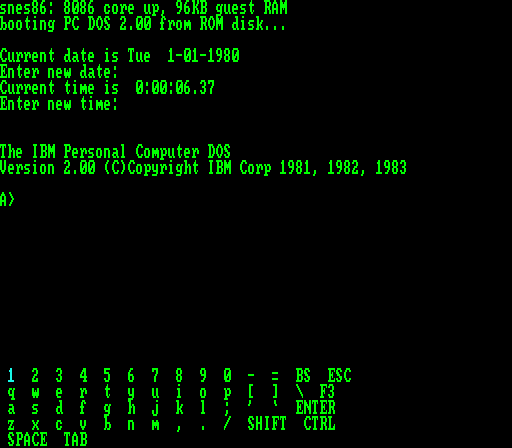 snes86: 8086 core up, 96KB guest RAM
booting PC DOS 2.00 from ROM disk...
Current date is Tue  1-01-1980
Enter new date:
Current time is  0:00:06.37
Enter new time:
The IBM Personal Computer DOS
Version 2.00 (C)Copyright IBM Corp 1981, 1982, 1983
A>
1 2 3 4 5 6 7 8 9 0 - = BS ESC
q w e r t y u i o p [ ] \ F3
a s d f g h j k l ; ' ` ENTER
z x c v b n m , . / SHIFT CTRL
SPACE TAB